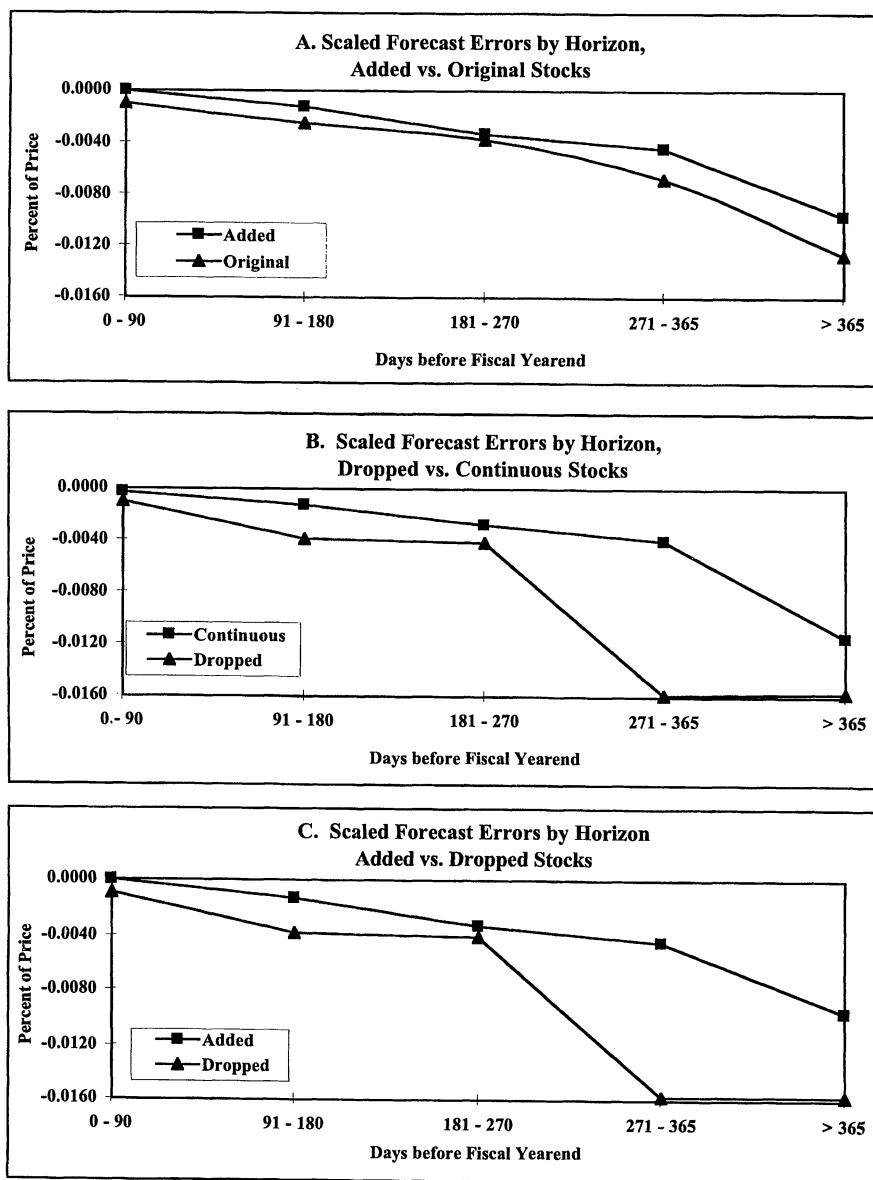 A. Scaled Forecast Errors by Horizon,
Added vs. Original Stocks
Percent of Price
0.0000
-0.0040
-0.0080
-0.0120
-0.0160
Added
Original
0 - 90
91 - 180
181 - 270
271 - 365
> 365
Days before Fiscal Yearend
B. Scaled Forecast Errors by Horizon,
Dropped vs. Continuous Stocks
Percent of Price
0.0000
-0.0040
-0.0080
-0.0120
-0.0160
Continuous
Dropped
0.- 90
91 - 180
181 - 270
271 - 365
> 365
Days before Fiscal Yearend
C. Scaled Forecast Errors by Horizon
Added vs. Dropped Stocks
Percent of Price
0.0000
-0.0040
-0.0080
-0.0120
-0.0160
Added
Dropped
0 - 90
91 - 180
181 - 270
271 - 365
> 365
Days before Fiscal Yearend